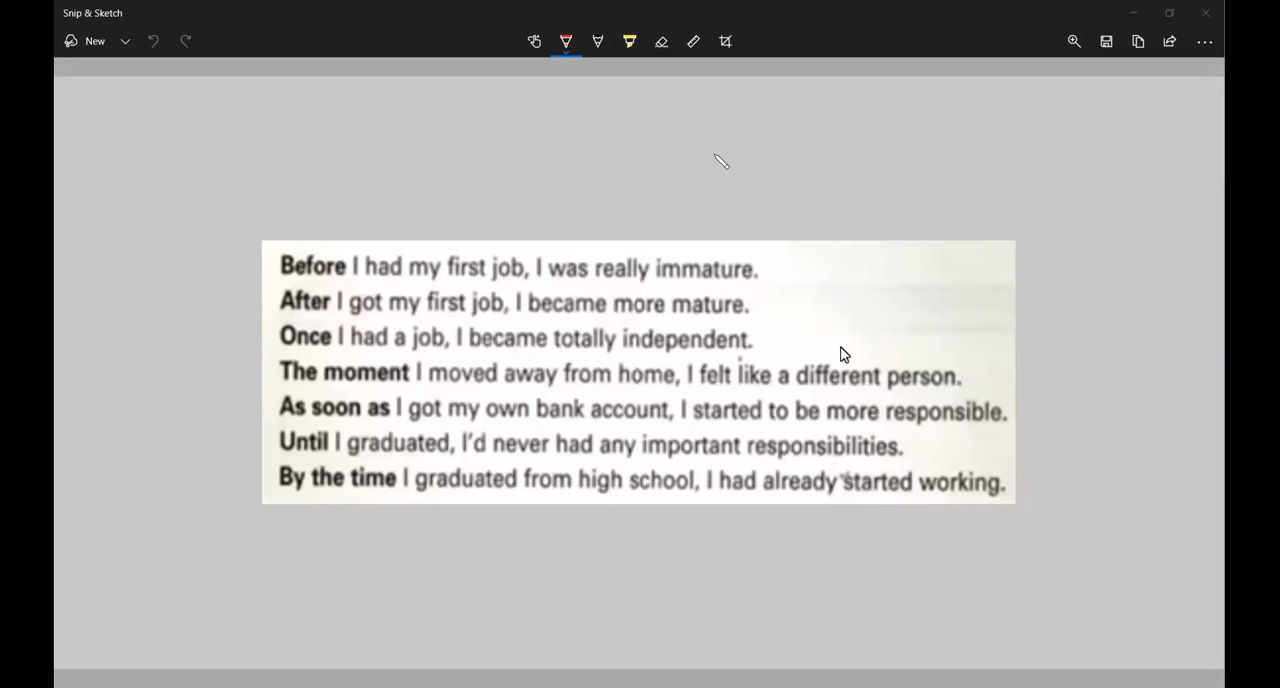 Snip & Sketch
New
Before I had my first job, I was really immature.
After I got my first job, I became more mature.
Once I had a job, I became totally independent.
The moment I moved away from home, I felt like a different person.
As soon as I got my own bank account, I started to be more responsible.
Until I graduated, I'd never had any important responsibilities.
By the time I graduated from high school, I had already started working.